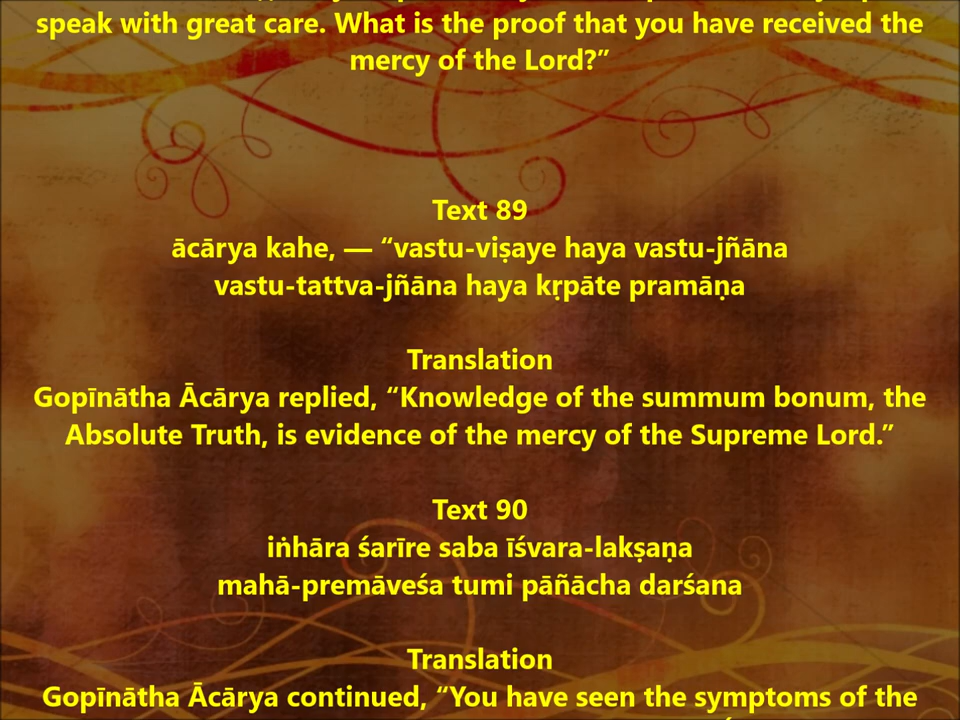 speak with great care. What is the proof that you have received the
mercy of the Lord?”
Text 89
ācārya kahe, — “vastu-viṣaye haya vastu-jñāna
vastu-tattva-jñāna haya kṛpāte pramāṇa
Translation
Gopīnātha Ācārya replied, “Knowledge of the summum bonum, the
Absolute Truth, is evidence of the mercy of the Supreme Lord.”
Text 90
iṅhāra śarīre saba īśvara-lakṣaṇa
mahā-premāveśa tumi pāñācha darśana
Translation
Gopīnātha Ācārya continued, “You have seen the symptoms of the